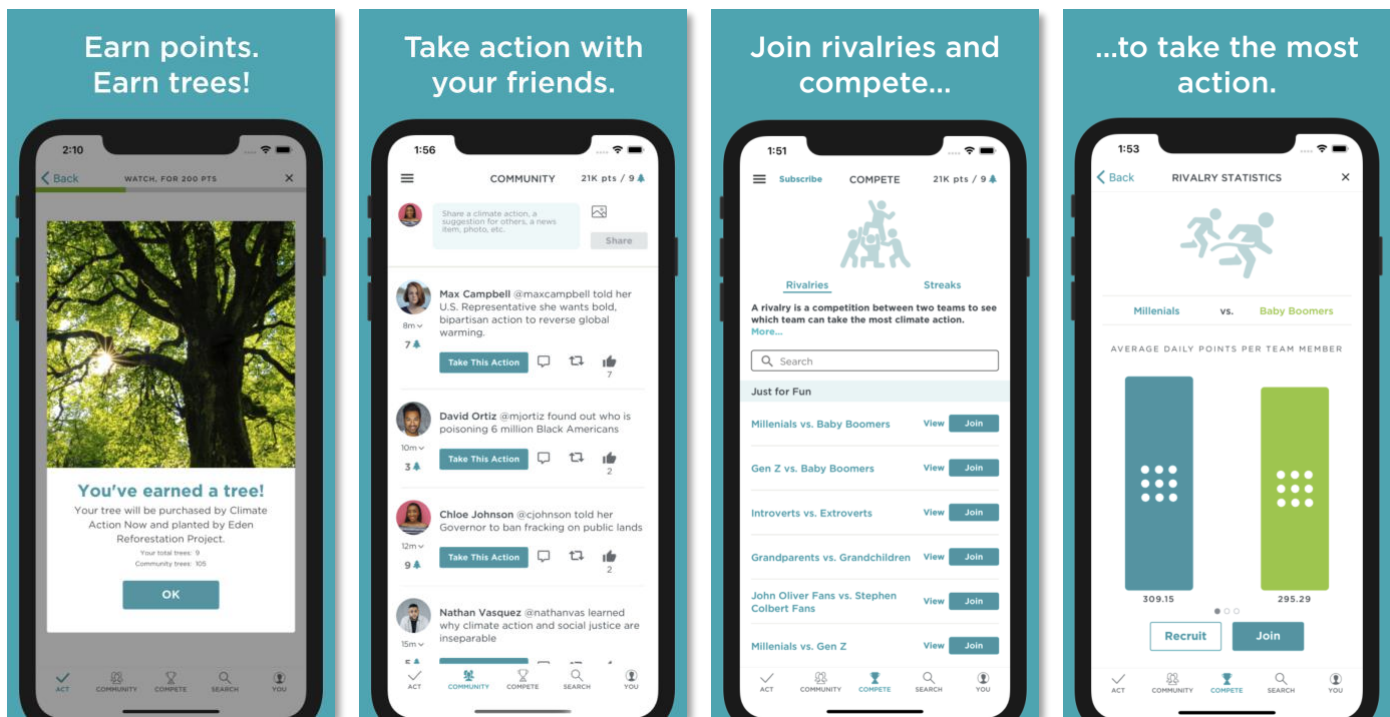 Earn points.
Earn trees!
2:10
Back
WATCH, FOR 200 PTS
You've earned a tree!
Your tree will be purchased by Climate
Action Now and planted by Eden
Reforestation Project.
Your total trees: 9
Community trees: 105
OK
ACT
COMMUNITY
COMPETE
SEARCH
YOU
Take action with
your friends.
1:56
COMMUNITY
21K pts / 9
Share a climate action, a
suggestion for others, a news
item, photo, etc.
Share
Max Campbell @maxcampbell told her
U.S. Representative she wants bold,
bipartisan action to reverse global
warming.
8m
7
Take This Action
7
David Ortiz @mjortiz found out who is
poisoning 6 million Black Americans
10m
3
Take This Action
2
Chloe Johnson @cjohnson told her
Governor to ban fracking on public lands
12m
9
Take This Action
2
Nathan Vasquez @nathanvas learned
why climate action and social justice are
inseparable
15m
ACT
COMMUNITY
COMPETE
SEARCH
YOU
Join rivalries and
compete...
1:51
Subscribe
COMPETE
21K pts / 9
Rivalries
Streaks
A rivalry is a competition between two teams to see
which team can take the most climate action.
More...
Search
Just for Fun
Millenials vs. Baby Boomers View Join
Gen Z vs. Baby Boomers View Join
Introverts vs. Extroverts View Join
Grandparents vs. Grandchildren View Join
John Oliver Fans vs. Stephen
Colbert Fans View Join
Millenials vs. Gen Z View Join
ACT
COMMUNITY
COMPETE
SEARCH
YOU
...to take the most
action.
1:53
Back
RIVALRY STATISTICS
Millenials vs. Baby Boomers
AVERAGE DAILY POINTS PER TEAM MEMBER
309.15
295.29
Recruit
Join
ACT
COMMUNITY
COMPETE
SEARCH
YOU